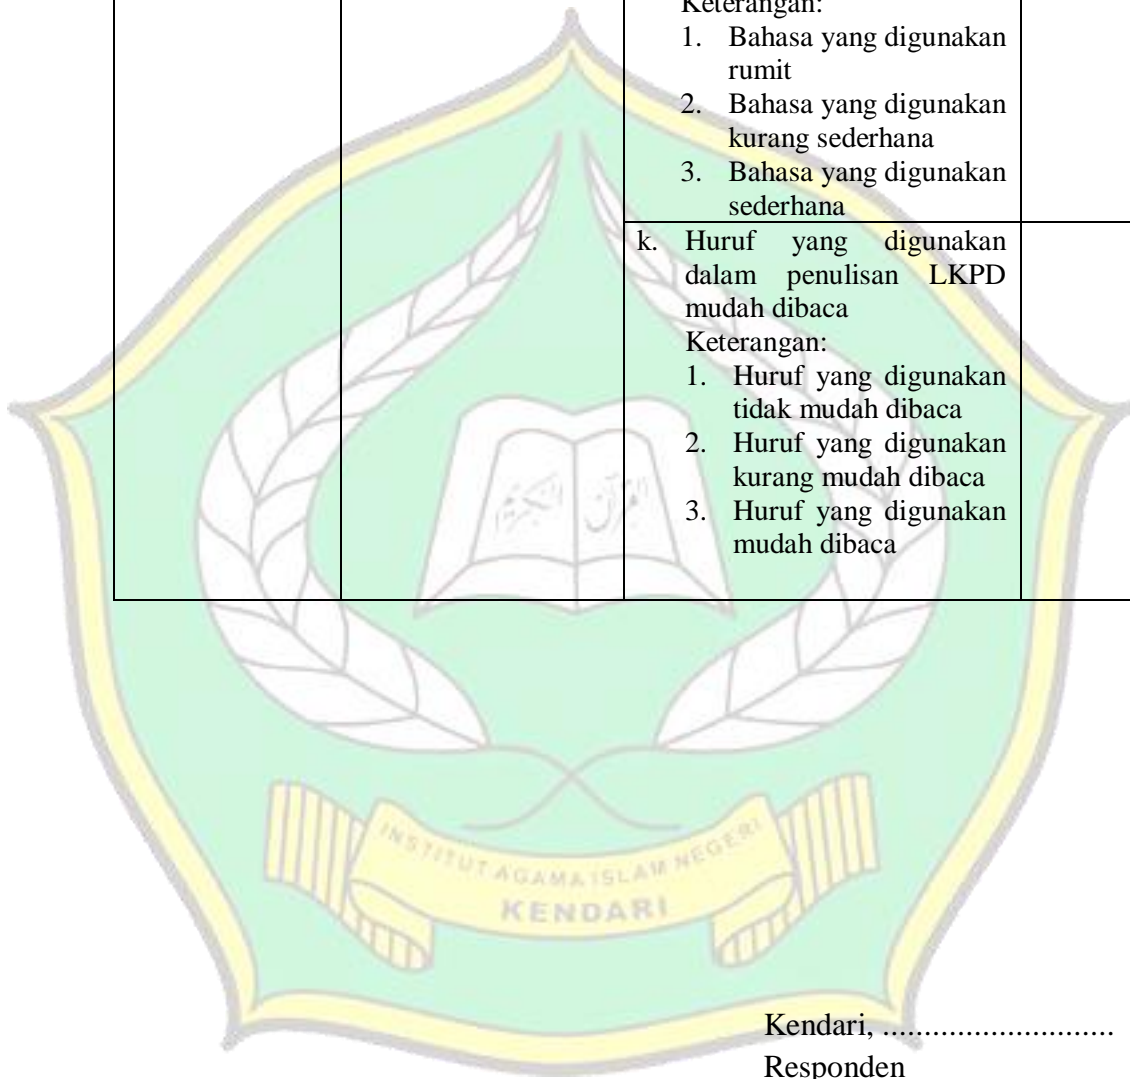 Keterangan:
1. Bahasa yang digunakan
rumit
2. Bahasa yang digunakan
kurang sederhana
3. Bahasa yang digunakan
sederhana
k. Huruf yang digunakan
dalam penulisan LKPD
mudah dibaca
Keterangan:
1. Huruf yang digunakan
tidak mudah dibaca
2. Huruf yang digunakan
kurang mudah dibaca
3. Huruf yang digunakan
mudah dibaca
القرآن الكريم
INSTITUT AGAMA ISLAM NEGERI
KENDARI
Kendari, ............................
Responden